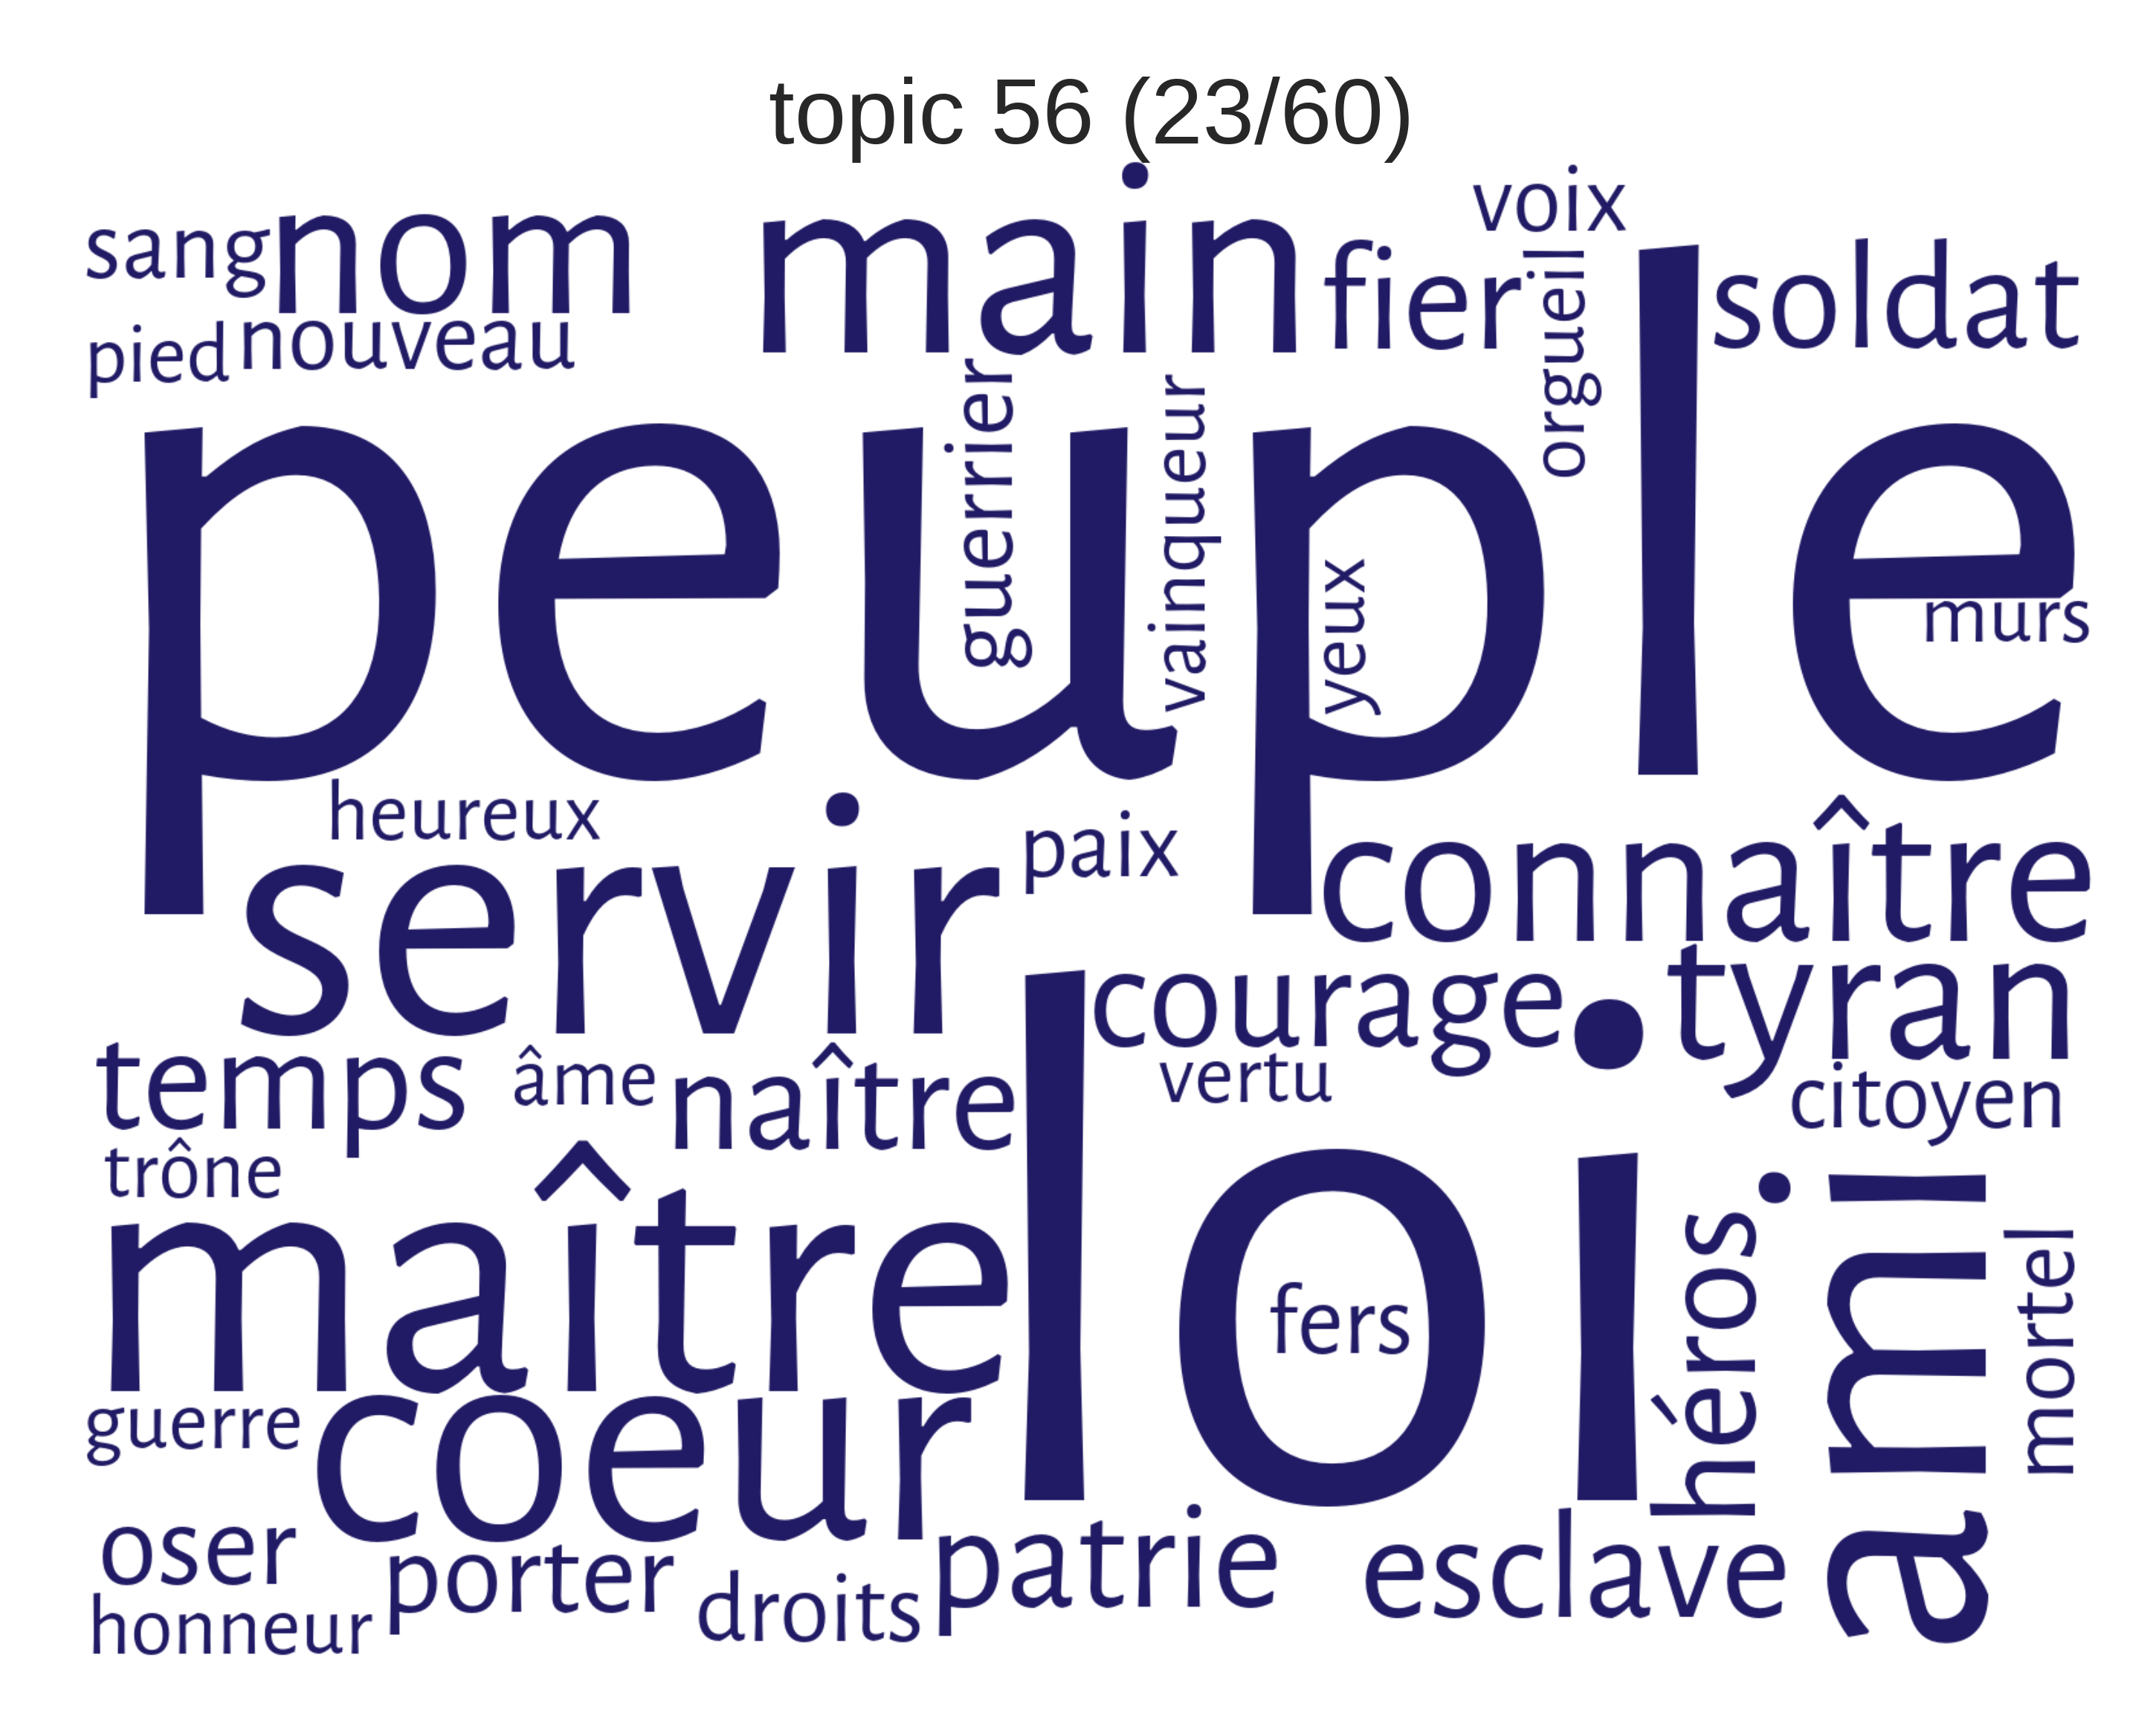 topic 56 (23/60)
voix
sang nom main fier orgueil soldat
pied nouveau
guerrier vainqueur
peuple
yeux
murs
heureux
servir paix connaître
courage tyran
temps âme naître vertu citoyen
trône
maître loi héros ami mortel
fers
guerre coeur
oser porter droits patrie esclave
honneur